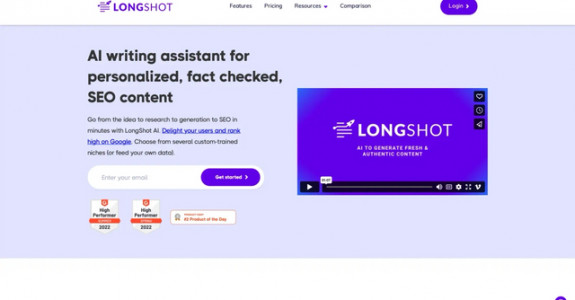 LONGSHOT
Features
Pricing
Resources
Comparison
Login
AI writing assistant for
personalized, fact checked,
SEO content
Go from the idea to research to generation to SEO in
minutes with LongShot AI. Delight your users and rank
high on Google. Choose from several custom-trained
niches (or feed your own data).
Enter your email
Get started
LONGSHOT
AI TO GENERATE FRESH &
AUTHENTIC CONTENT
High
Performer
2022
High
Performer
2022
#2 Product of the Day